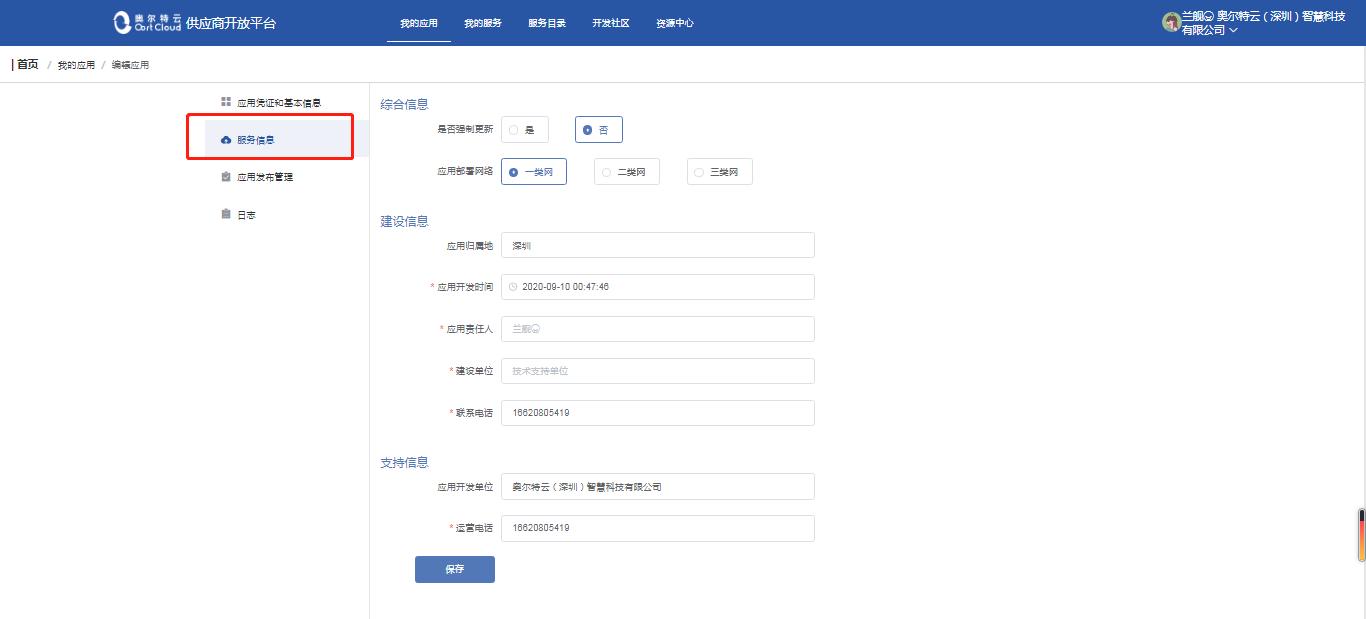 奥尔特云
Oort Cloud
供应商开放平台
我的应用
我的服务
服务目录
开发社区
资源中心
兰舰 奥尔特云（深圳）智慧科技
有限公司
首页 / 我的应用 / 编辑应用
应用凭证和基本信息
服务信息
应用发布管理
日志
综合信息
是否强制更新 是 否
应用部署网络 一类网 二类网 三类网
建设信息
应用归属地 深圳
* 应用开发时间 2020-09-10 00:47:46
* 应用责任人 兰舰
* 建设单位 技术支持单位
* 联系电话 16620805419
支持信息
应用开发单位 奥尔特云（深圳）智慧科技有限公司
* 运营电话 16620805419
保存